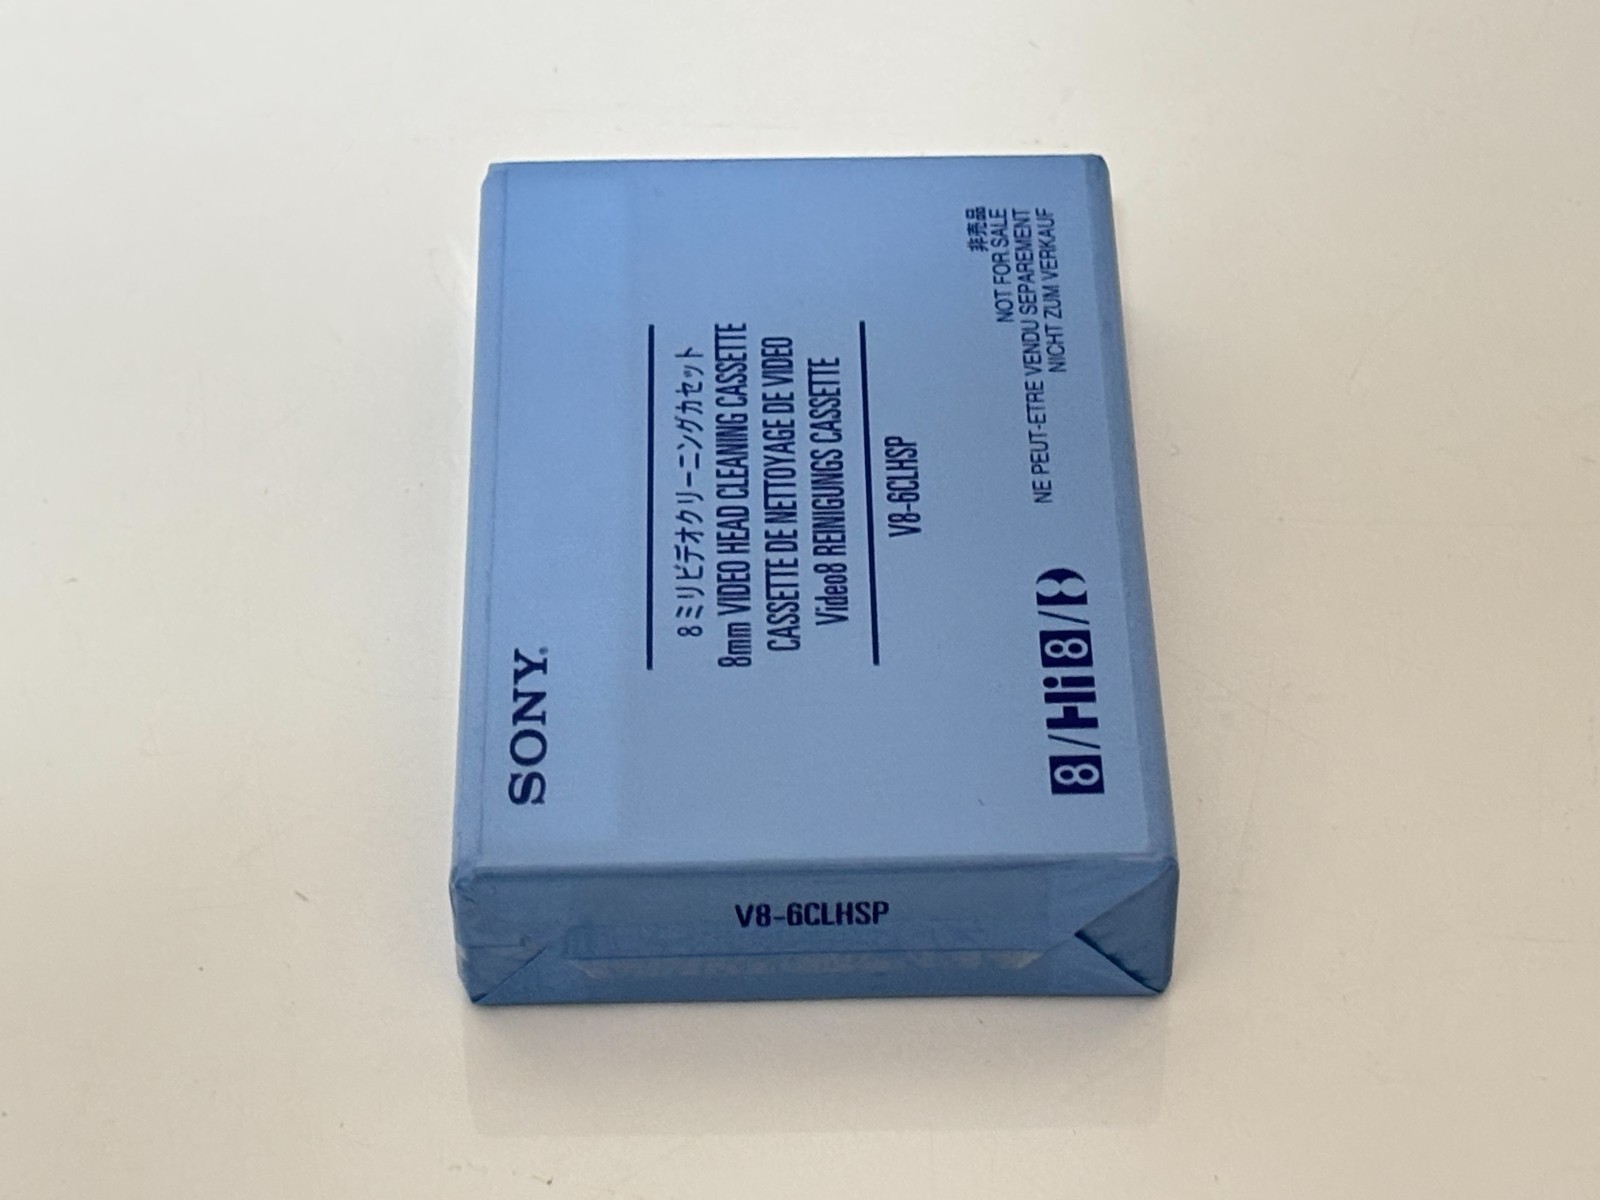 SONY®
8ミリビデオクリーニングカセット
8mm VIDEO HEAD CLEANING CASSETTE
CASSETTE DE NETTOYAGE DE VIDEO
Video8 REINIGUNGS CASSETTE
V8-6CLHSP
非売品
NOT FOR SALE
NE PEUT-ETRE VENDU SEPAREMENT
NICHT ZUM VERKAUF
8/Hi8/D
V8-6CLHSP